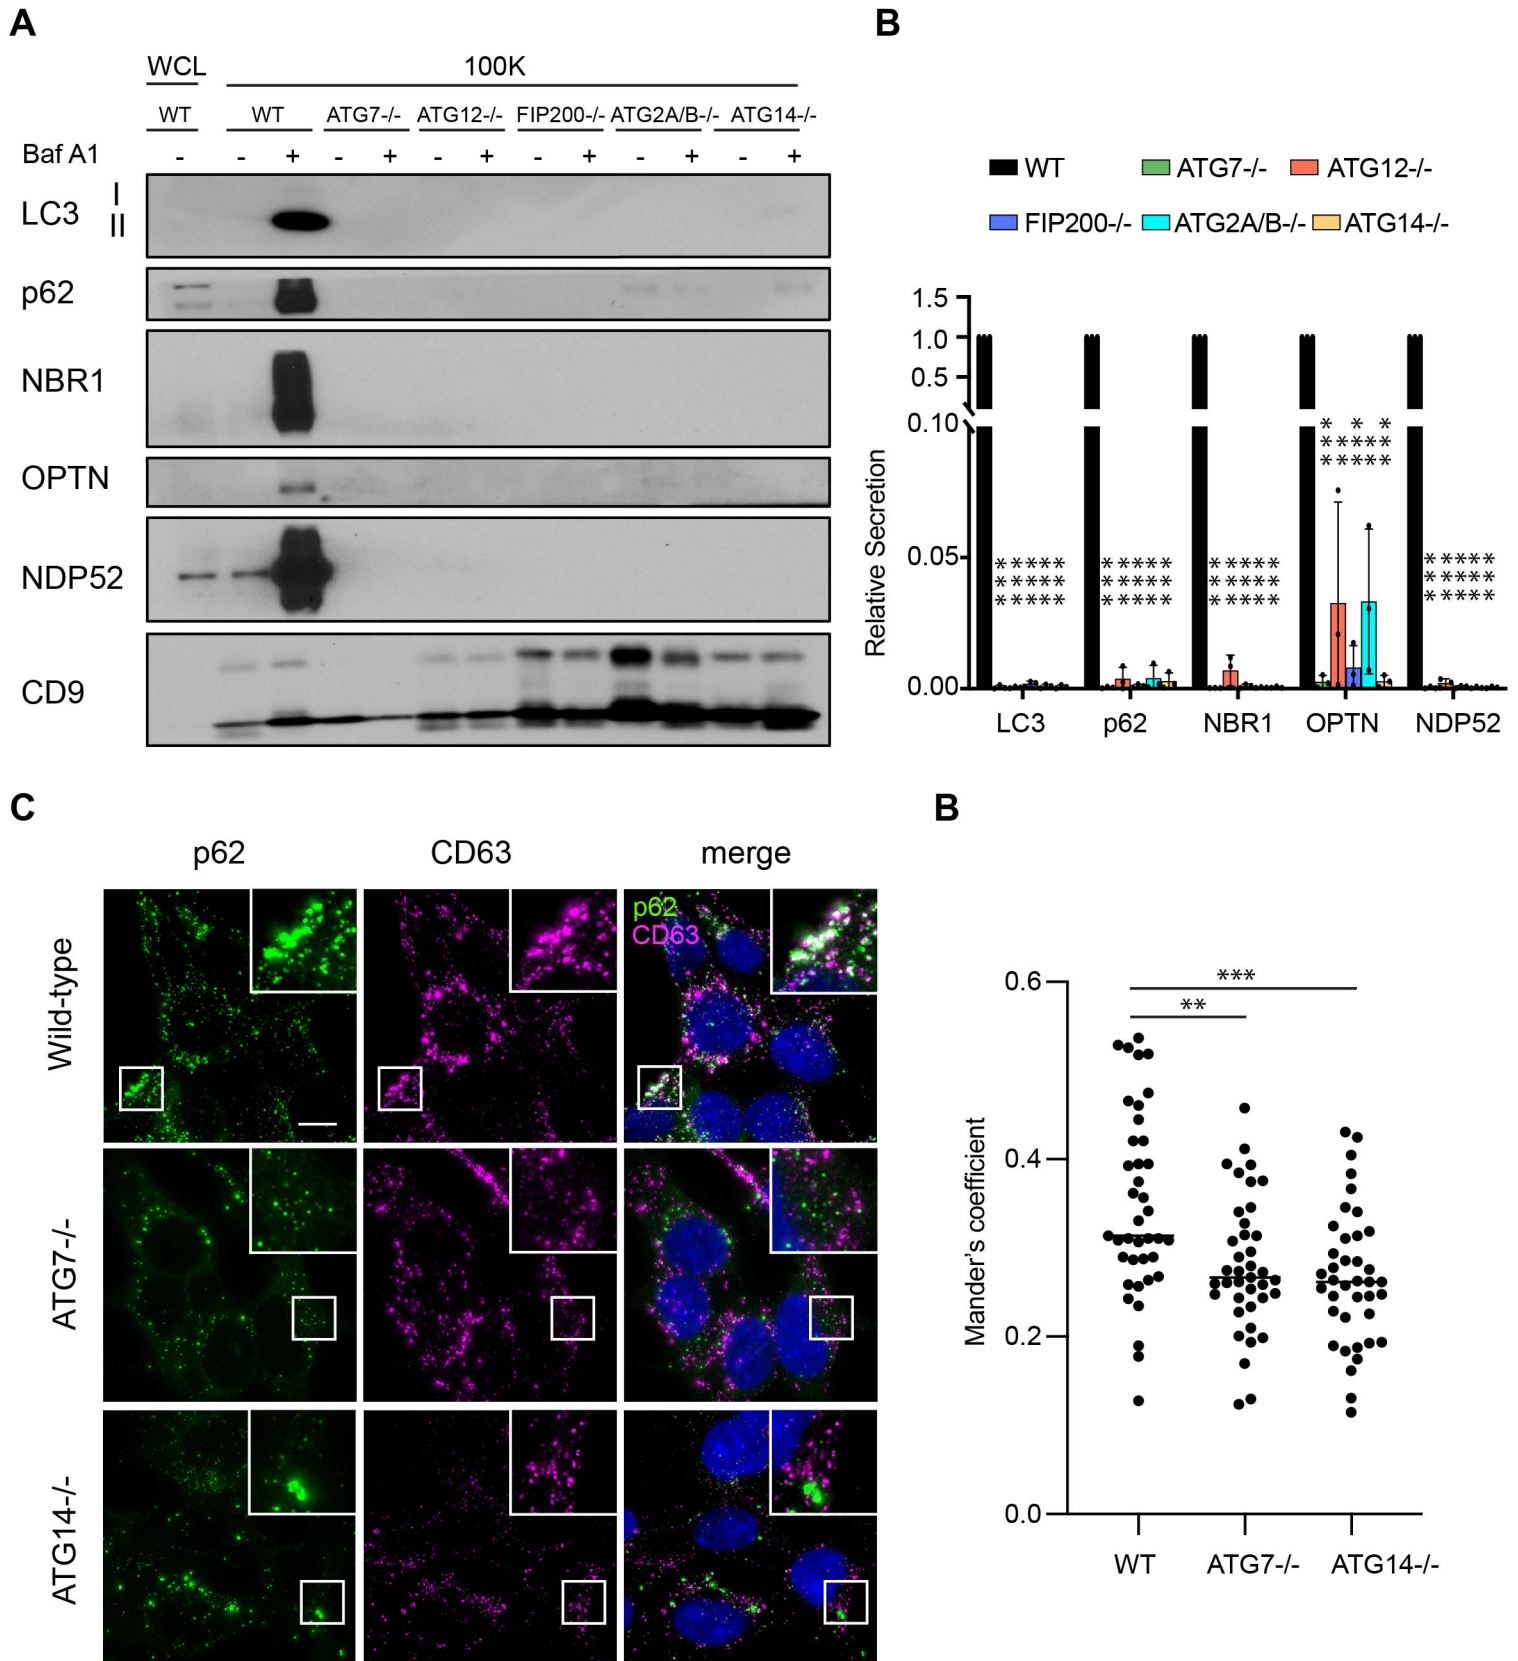 A
WCL 100K
WT WT ATG7-/- ATG12-/- FIP200-/- ATG2A/B-/- ATG14-/-
Baf A1 - - + - + - + - + - + - +
LC3 I
II
p62
NBR1
OPTN
NDP52
CD9
B
WT ATG7-/- ATG12-/-
FIP200-/- ATG2A/B-/- ATG14-/-
Relative Secretion
1.5
1.0
0.5
0.10
0.05
0.00
* * *
*****
*****
* **** * **** * **** * ****
* **** * **** * **** * ****
* **** * **** * **** * ****
LC3 p62 NBR1 OPTN NDP52
C
p62 CD63 merge
Wild-type
p62
CD63
ATG7-/-
ATG14-/-
B
Mander's coefficient
0.6
0.4
0.2
0.0
***
**
WT ATG7-/- ATG14-/-